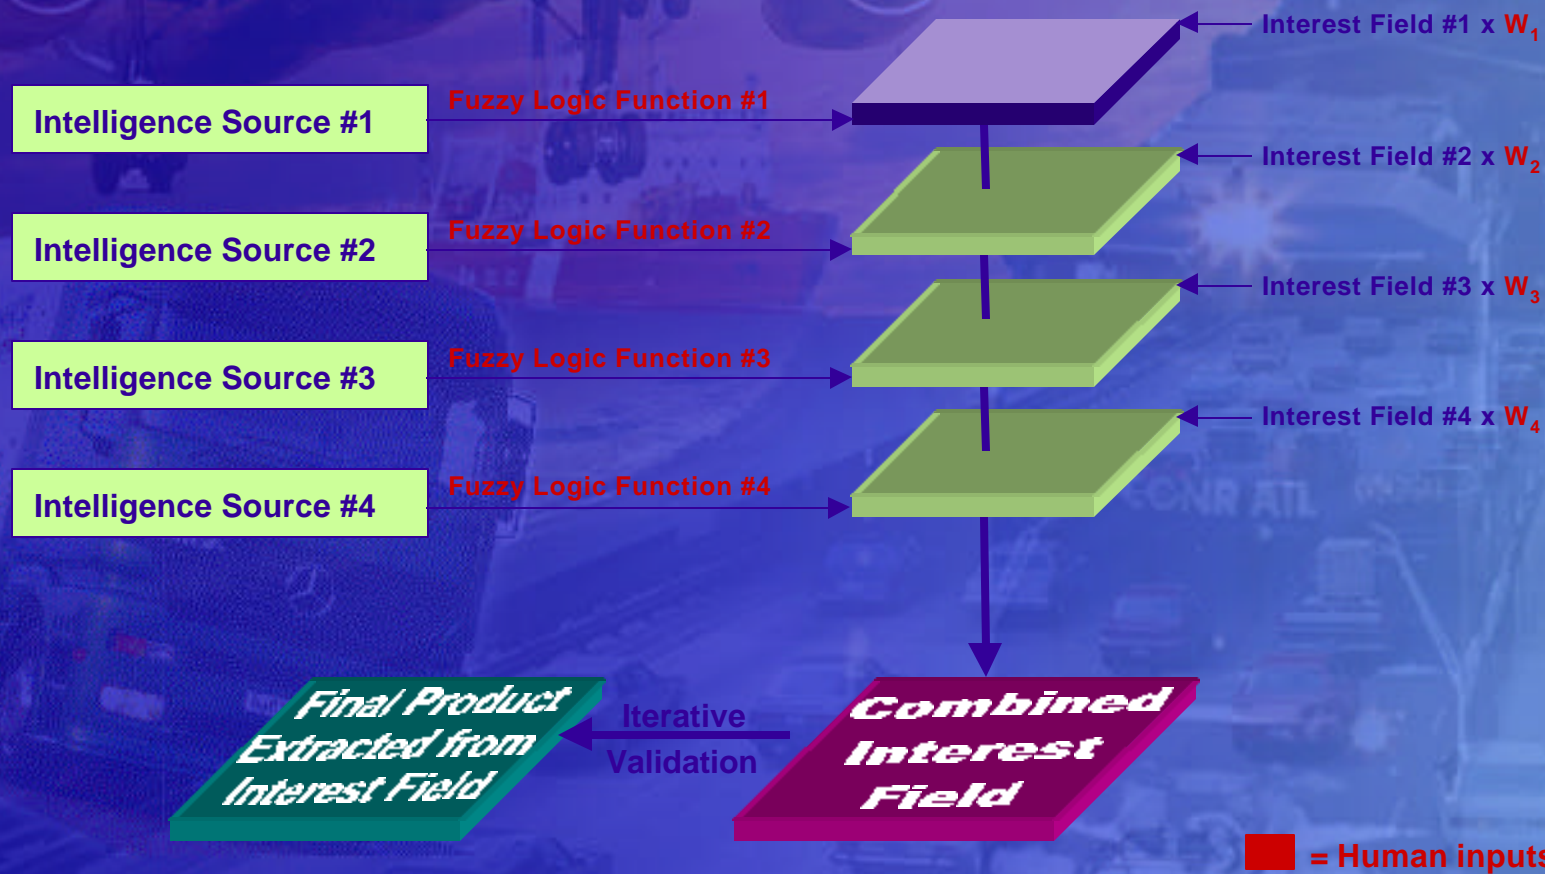 Interest Field #1 x W1
Intelligence Source #1
Fuzzy Logic Function #1
Interest Field #2 x W2
Intelligence Source #2
Fuzzy Logic Function #2
Interest Field #3 x W3
Intelligence Source #3
Fuzzy Logic Function #3
Interest Field #4 x W4
Intelligence Source #4
Fuzzy Logic Function #4
Final Product
Extracted from
Interest Field
Iterative
Validation
Combined
Interest
Field
= Human inputs